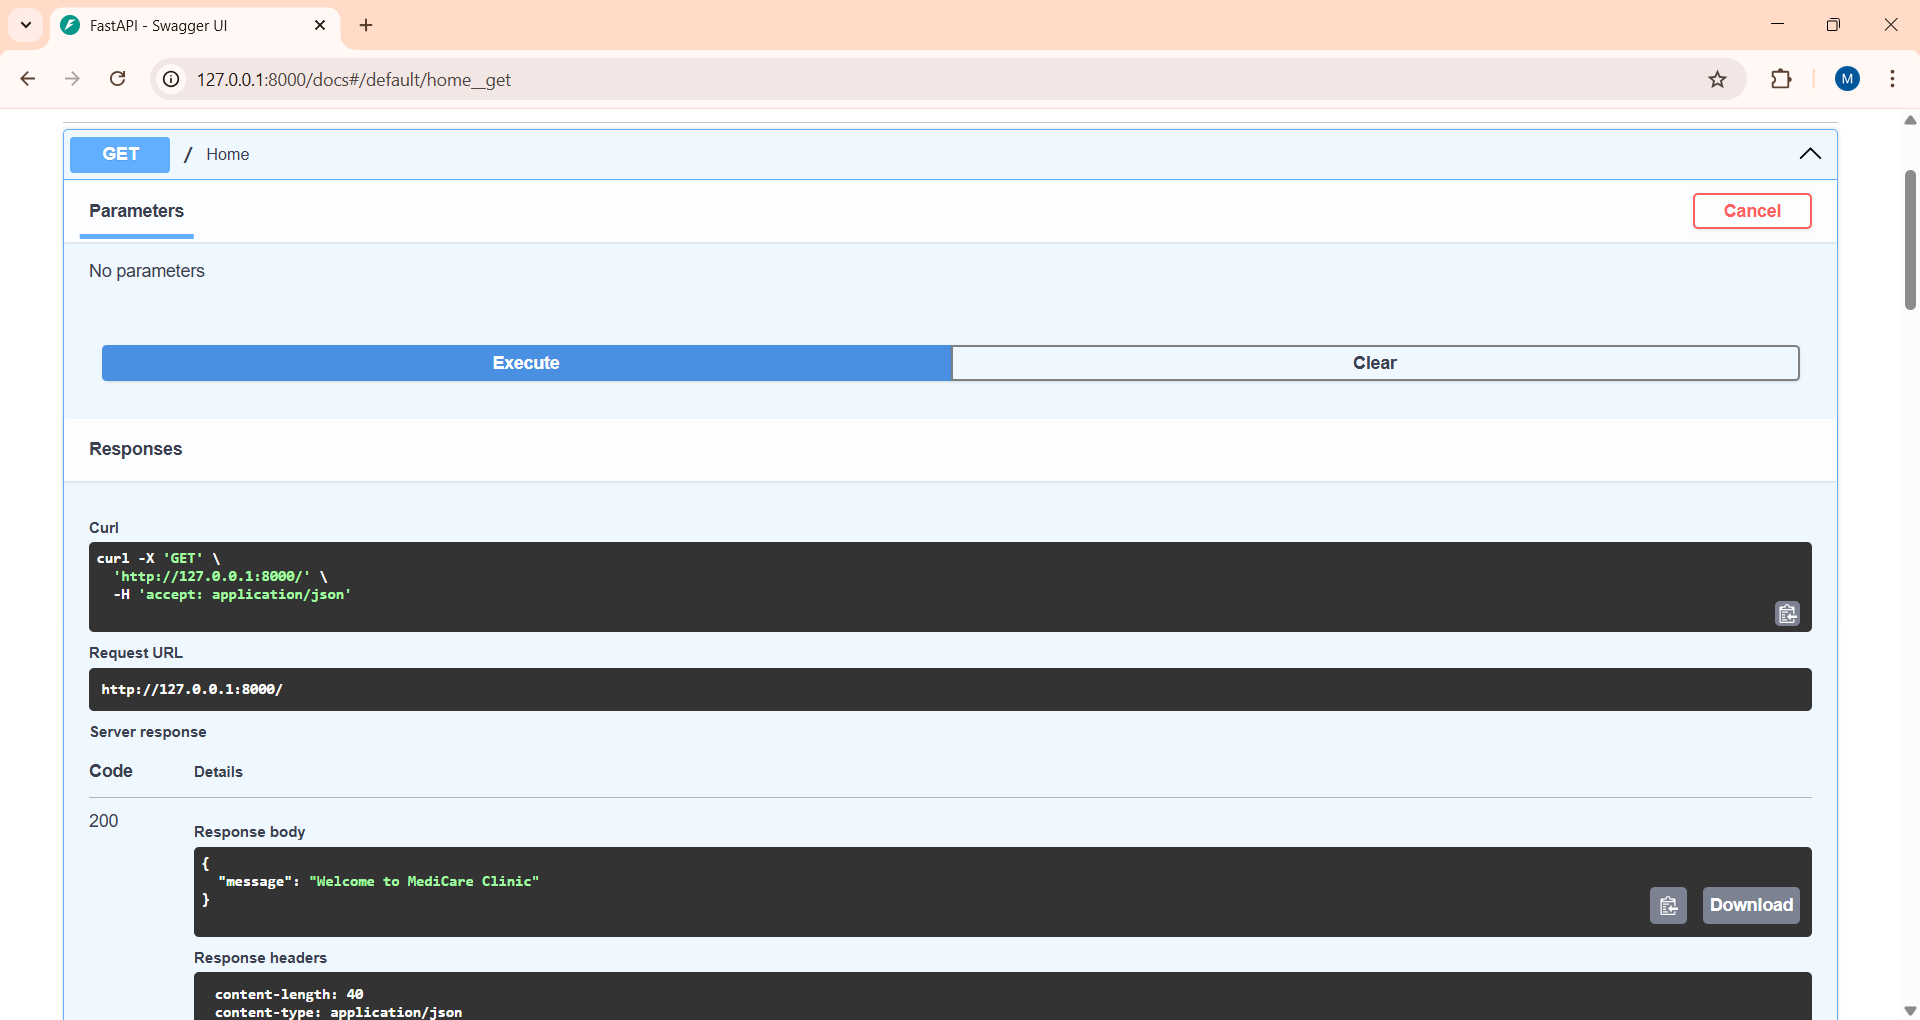 FastAPI - Swagger UI
127.0.0.1:8000/docs#/default/home__get
M
GET / Home
Parameters
Cancel
No parameters
Execute
Clear
Responses
Curl
curl -X 'GET' \
  'http://127.0.0.1:8000/' \
  -H 'accept: application/json'
Request URL
http://127.0.0.1:8000/
Server response
Code Details
200
Response body
{
  "message": "Welcome to MediCare Clinic"
}
Download
Response headers
content-length: 40
content-type: application/json